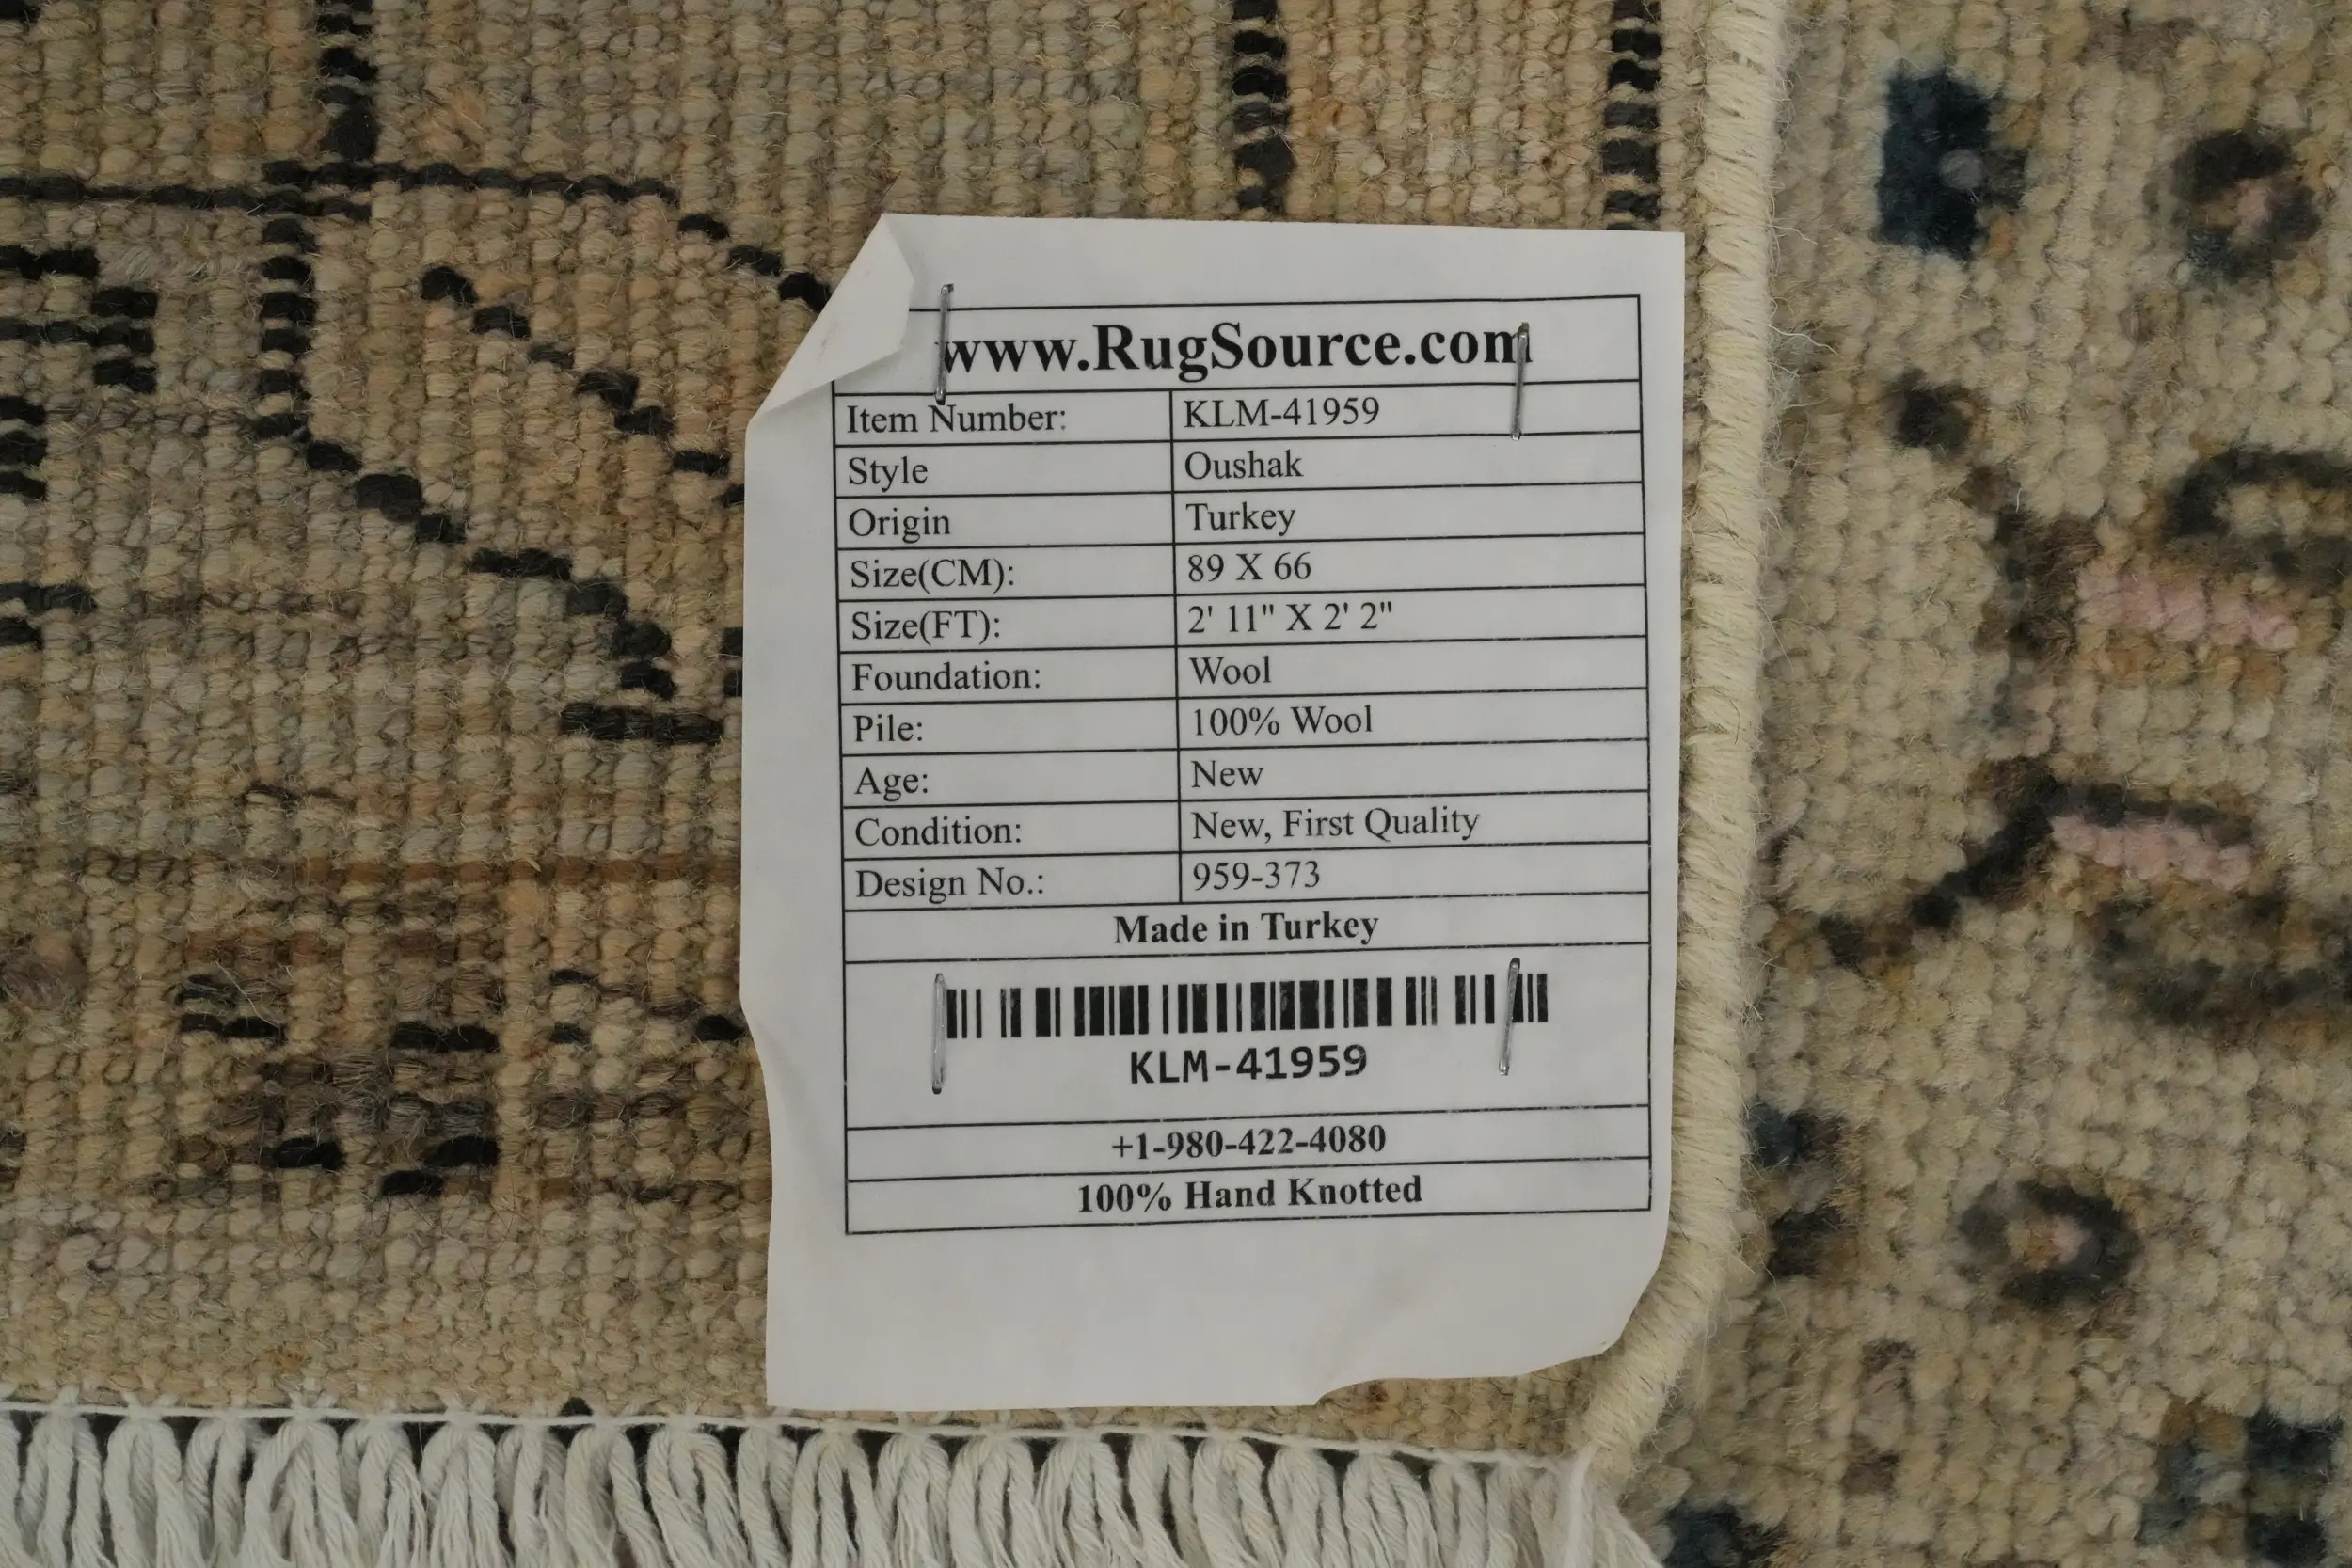 www.RugSource.com
Item Number: KLM-41959
Style Oushak
Origin Turkey
Size(CM): 89 X 66
Size(FT): 2' 11" X 2' 2"
Foundation: Wool
Pile: 100% Wool
Age: New
Condition: New, First Quality
Design No.: 959-373
Made in Turkey
KLM-41959
+1-980-422-4080
100% Hand Knotted